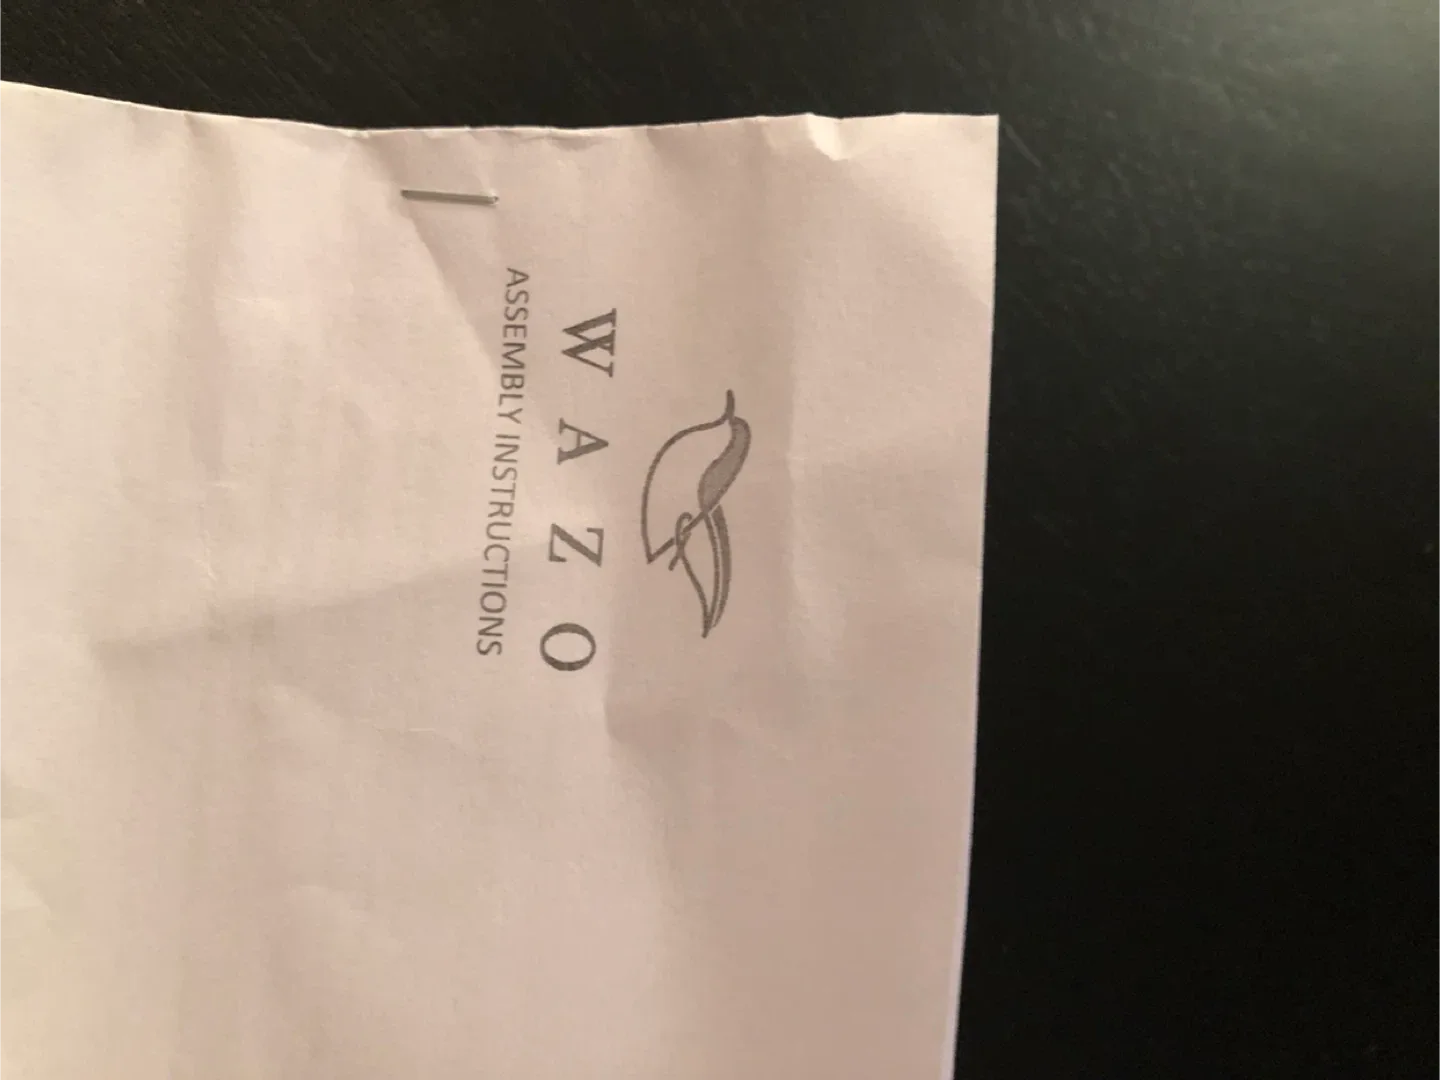 W A Z O
ASSEMBLY INSTRUCTIONS